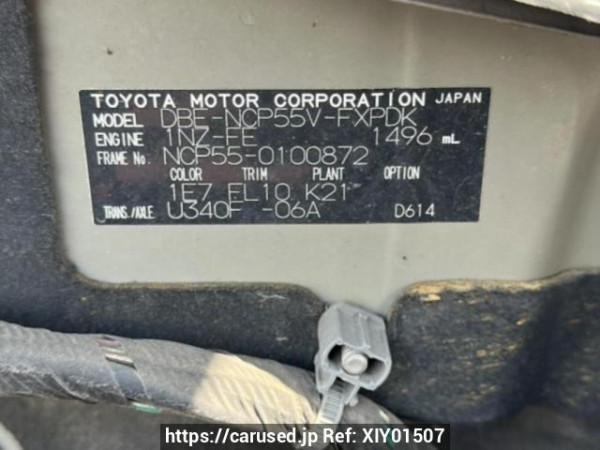 TOYOTA MOTOR CORPORATION JAPAN
MODEL DBE-NCP55V-FXPDK
ENGINE 1NZ-FE 1496 mL
FRAME No. NCP55-0100872
COLOR TRIM PLANT OPTION
1E7 FL10 K21
TRANS./AXLE U340F -06A D614
https://carused.jp Ref: XIY01507